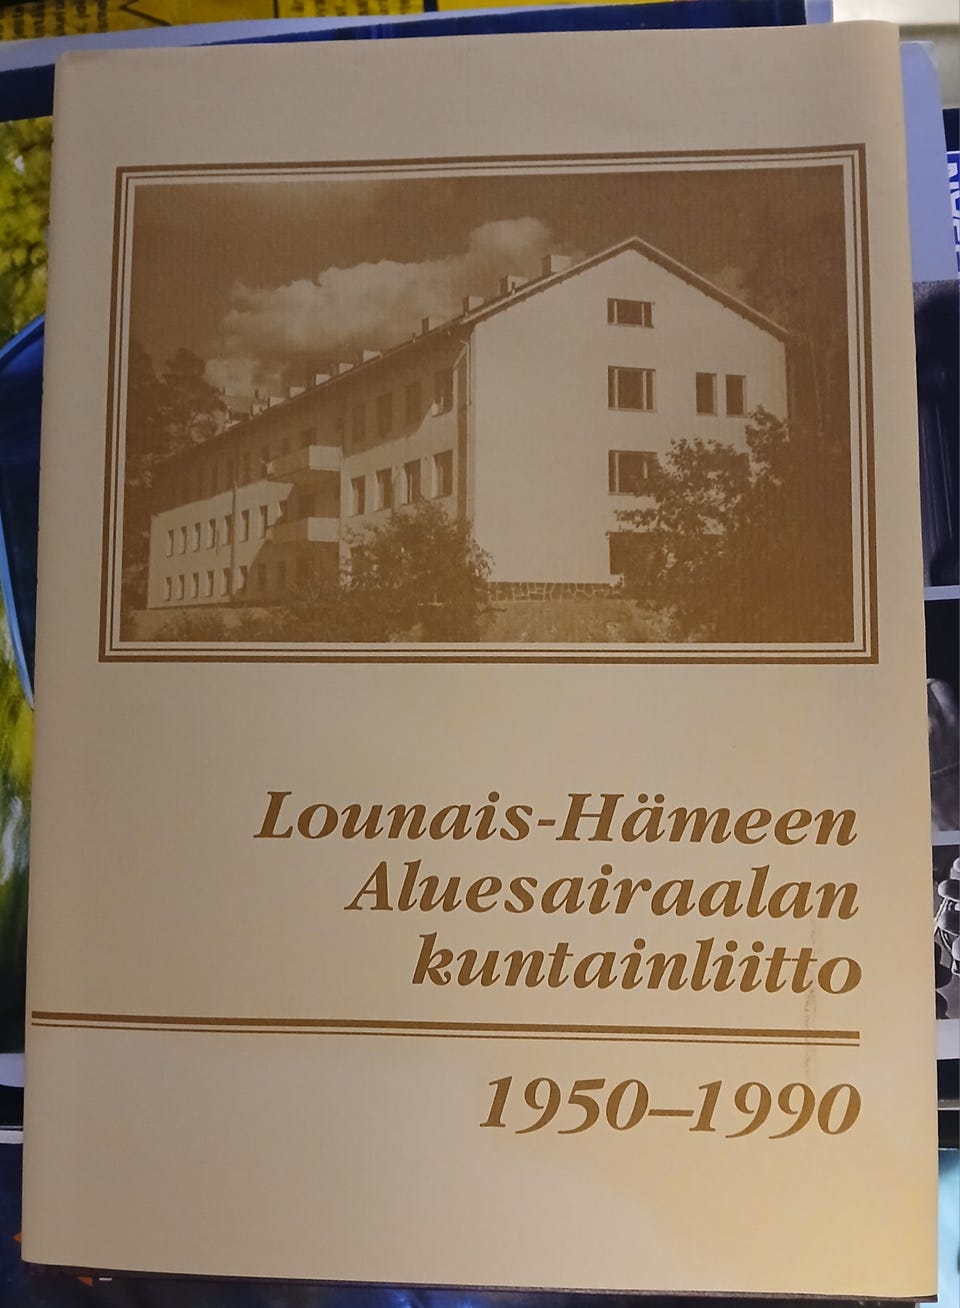 Lounais-Hämeen
Aluesairaalan
kuntainliitto
1950–1990